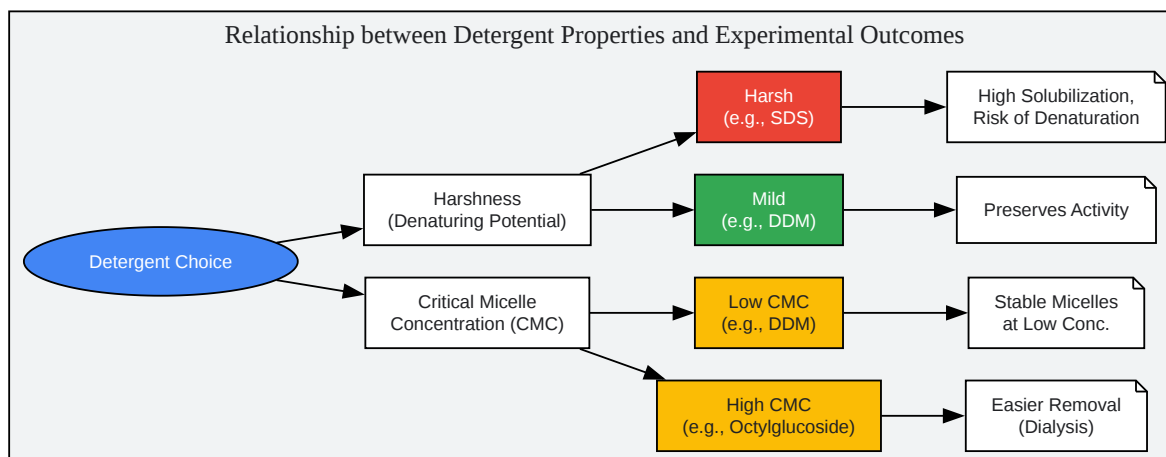 Relationship between Detergent Properties and Experimental Outcomes
Harsh
(e.g., SDS)
High Solubilization,
Risk of Denaturation
Harshness
(Denaturing Potential)
Mild
(e.g., DDM)
Preserves Activity
Detergent Choice
Critical Micelle
Concentration (CMC)
Low CMC
(e.g., DDM)
Stable Micelles
at Low Conc.
High CMC
(e.g., Octylglucoside)
Easier Removal
(Dialysis)